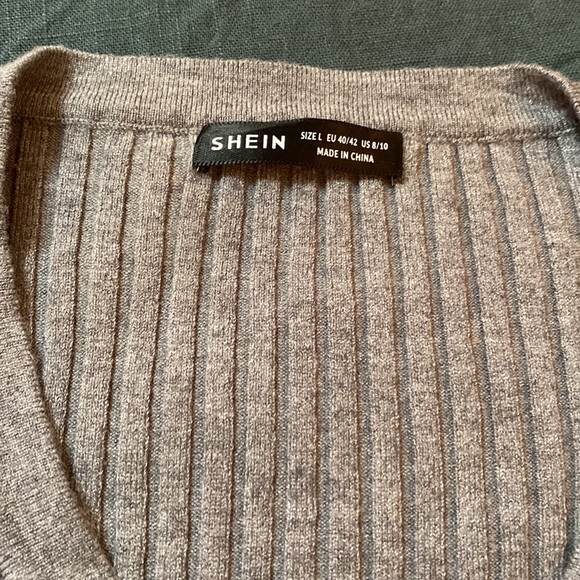 SHEIN
SIZE L EU 40/42 US 8/10
MADE IN CHINA